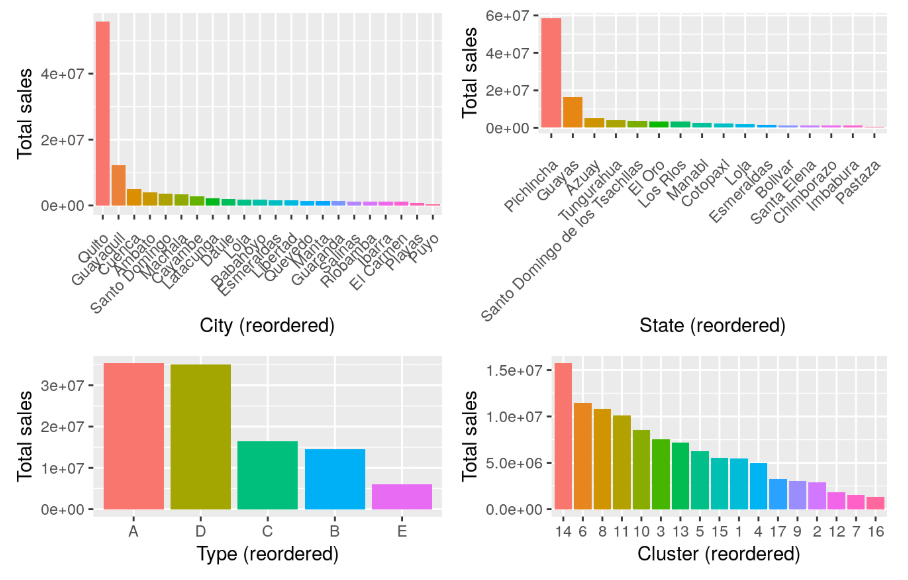 Total sales
4e+07
2e+07
0e+00
Quito
Guayaquil
Cuenca
Ambato
Santo Domingo
Machala
Cayambe
Latacunga
Daule
Loja
Babahoyo
Esmeraldas
Libertad
Quevedo
Manta
Guaranda
Salinas
Riobamba
Ibarra
El Carmen
Playas
Puyo
City (reordered)
Total sales
6e+07
4e+07
2e+07
0e+00
Pichincha
Guayas
Azuay
Tungurahua
Santo Domingo de los Tsachilas
El Oro
Los Rios
Manabi
Cotopaxi
Loja
Esmeraldas
Bolivar
Santa Elena
Chimborazo
Imbabura
Pastaza
State (reordered)
Total sales
3e+07
2e+07
1e+07
0e+00
A D C B E
Type (reordered)
Total sales
1.5e+07
1.0e+07
5.0e+06
0.0e+00
14 6 8 11 10 3 13 5 15 1 4 17 9 2 12 7 16
Cluster (reordered)